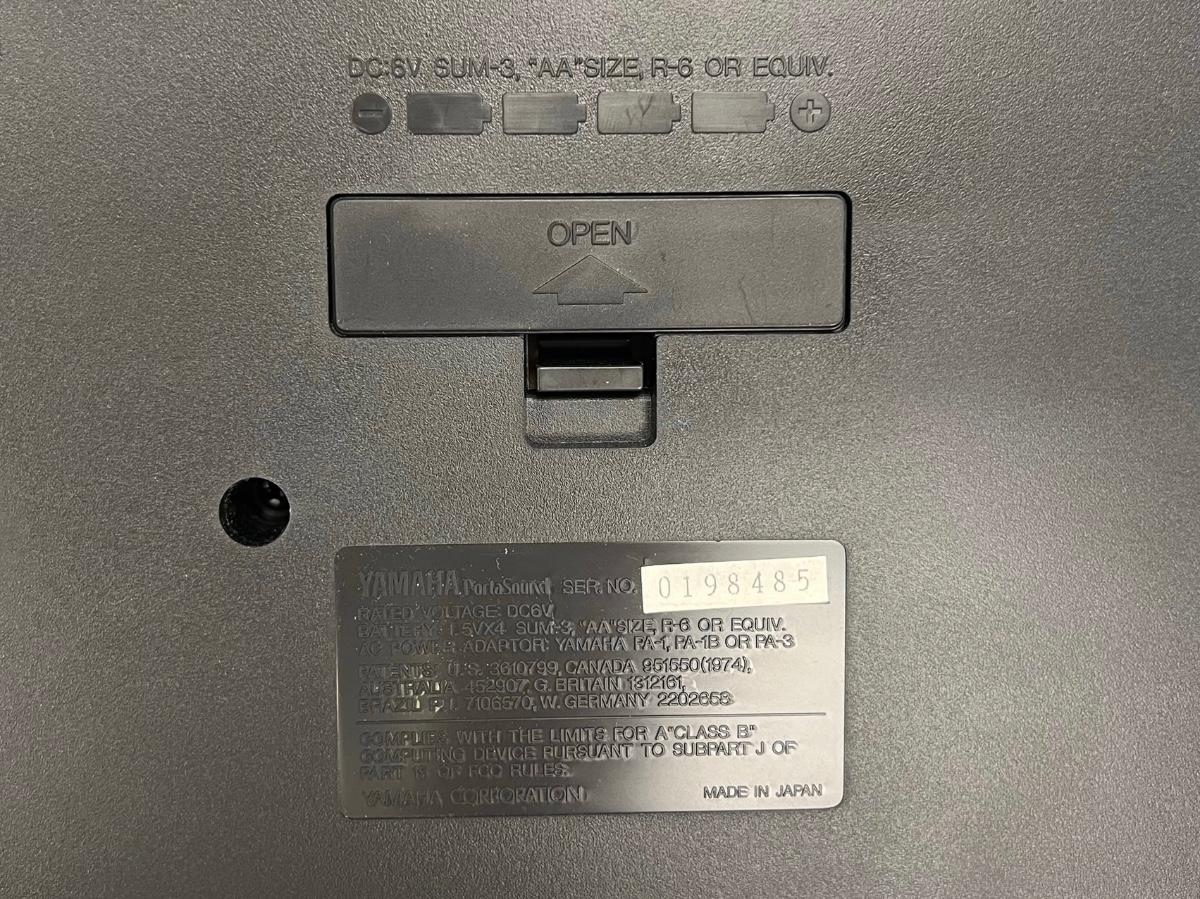 DC:6V SUM-3, "AA"SIZE, R-6 OR EQUIV.
OPEN
YAMAHA PortaSound SER. NO. 0198485
RATED VOLTAGE: DC6V
BATTERY: 1.5VX4 SUM-3, "AA"SIZE, R-6 OR EQUIV.
AC POWER ADAPTOR: YAMAHA PA-1, PA-1B OR PA-3
PATENTS: U.S. 3610799, CANADA 951550(1974),
AUSTRALIA 452907, G. BRITAIN 1312161,
BRAZIL P.I. 7106570, W. GERMANY 2202658
COMPLIES WITH THE LIMITS FOR A "CLASS B"
COMPUTING DEVICE PURSUANT TO SUBPART J OF
PART 15 OF FCC RULES.
YAMAHA CORPORATION MADE IN JAPAN